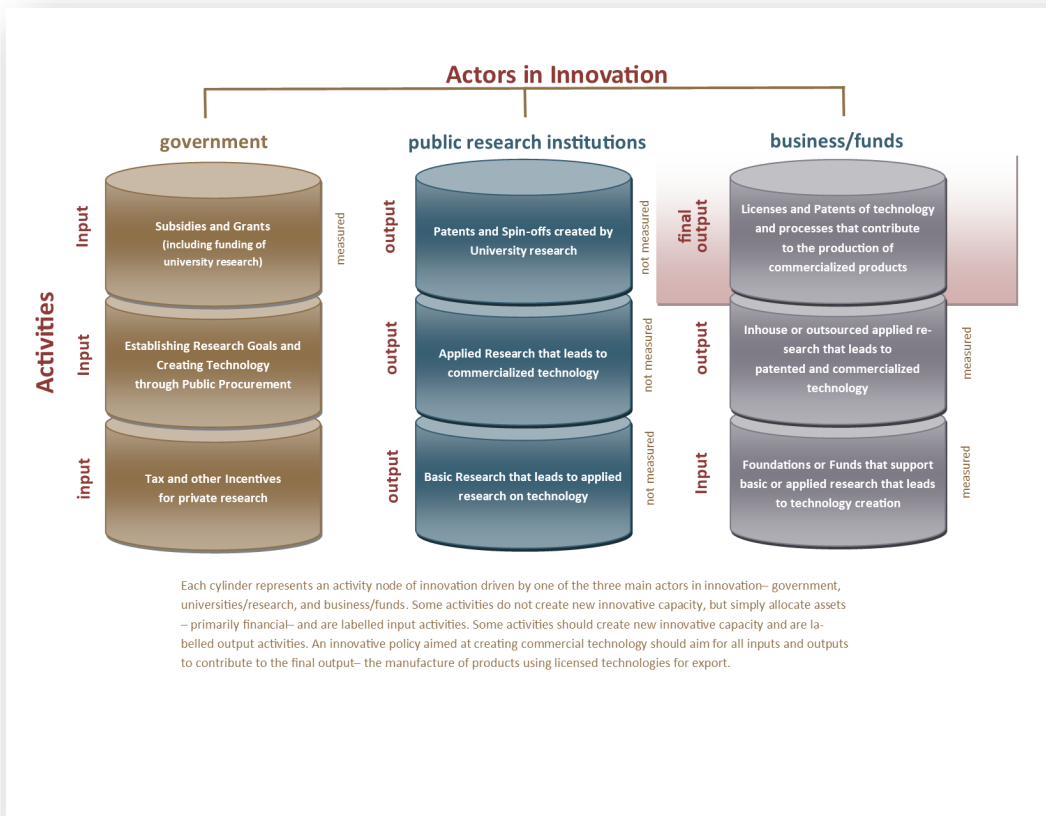 Actors in Innovation
government
public research institutions
business/funds
Activities
Input
Subsidies and Grants
(including funding of
university research)
measured
Input
Establishing Research Goals and
Creating Technology
through Public Procurement
input
Tax and other Incentives
for private research
output
Patents and Spin-offs created by
University research
not measured
output
Applied Research that leads to
commercialized technology
not measured
output
Basic Research that leads to applied
research on technology
not measured
final
output
Licenses and Patents of technology
and processes that contribute
to the production of
commercialized products
output
Inhouse or outsourced applied re-
search that leads to
patented and commercialized
technology
measured
Input
Foundations or Funds that support
basic or applied research that leads
to technology creation
measured
Each cylinder represents an activity node of innovation driven by one of the three main actors in innovation– government,
universities/research, and business/funds. Some activities do not create new innovative capacity, but simply allocate assets
– primarily financial– and are labelled input activities. Some activities should create new innovative capacity and are la-
belled output activities. An innovative policy aimed at creating commercial technology should aim for all inputs and outputs
to contribute to the final output– the manufacture of products using licensed technologies for export.